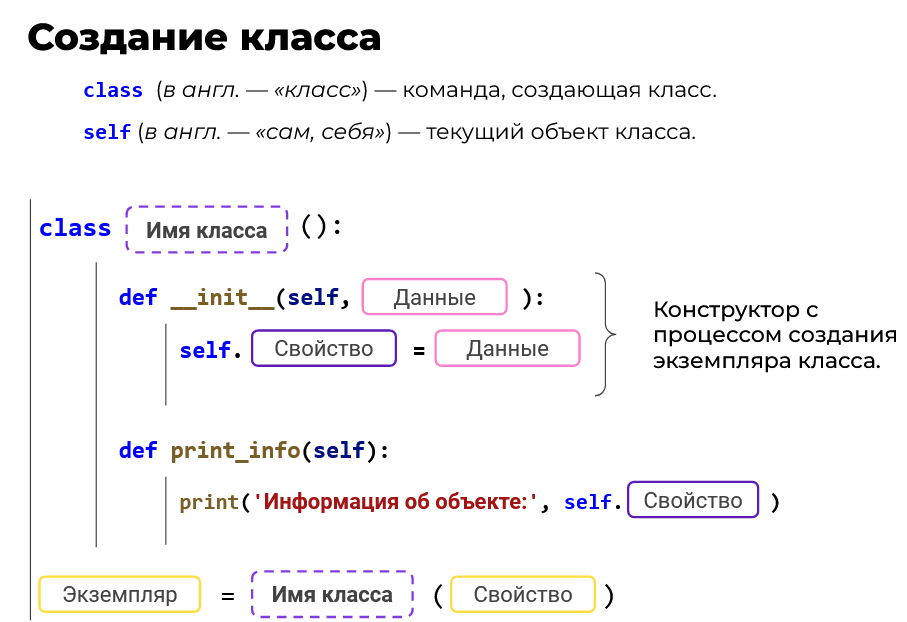 Создание класса
class (в англ. — «класс») — команда, создающая класс.
self (в англ. — «сам, себя») — текущий объект класса.
class Имя класса ():
def __init__(self, Данные ):
self. Свойство = Данные
Конструктор с
процессом создания
экземпляра класса.
def print_info(self):
print('Информация об объекте:', self. Свойство )
Экземпляр = Имя класса ( Свойство )